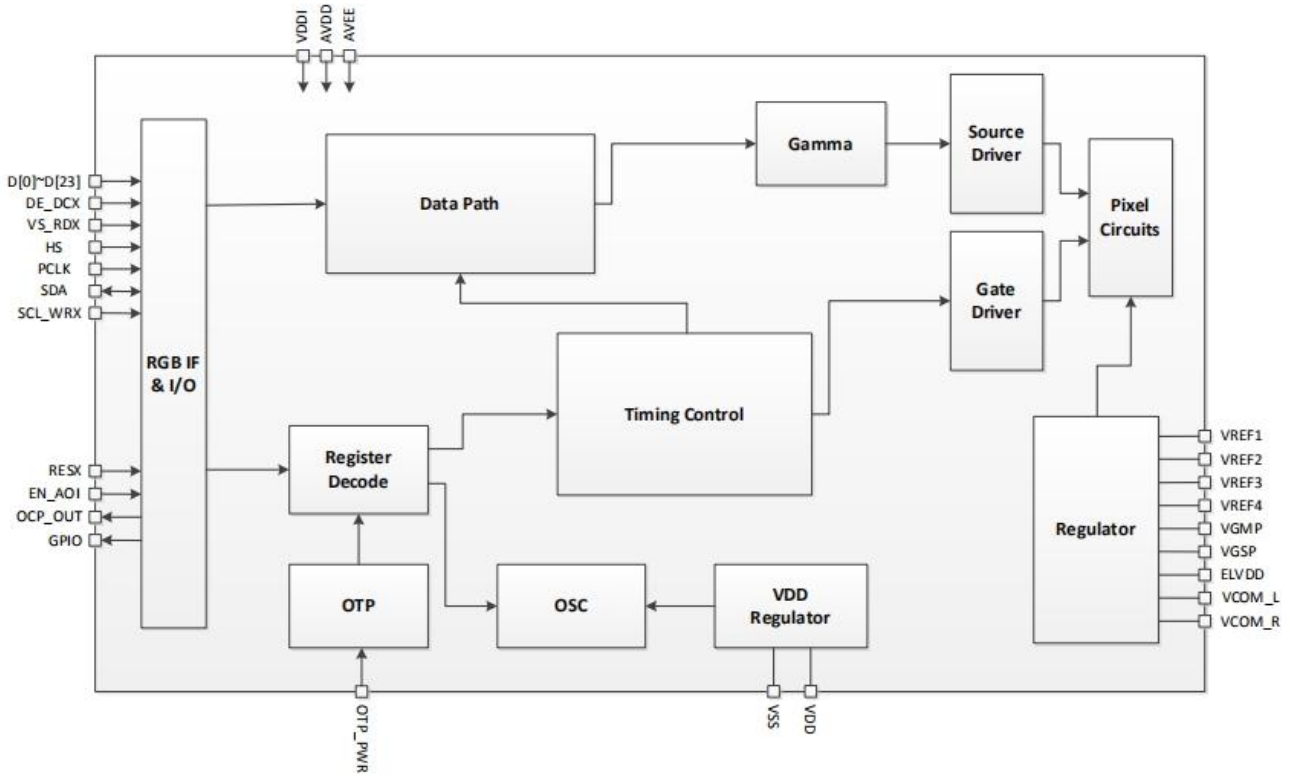 VDDI
AVDD
AVEE
D[0]~D[23]
DE_DCX
VS_RDX
HS
PCLK
SDA
SCL_WRX
RESX
EN_AOI
OCP_OUT
GPIO
RGB IF
& I/O
Data Path
Gamma
Source
Driver
Pixel
Circuits
Gate
Driver
Timing Control
Register
Decode
OTP
OSC
VDD
Regulator
Regulator
VREF1
VREF2
VREF3
VREF4
VGMP
VGSP
ELVDD
VCOM_L
VCOM_R
OTP_PWR
VSS
VDD